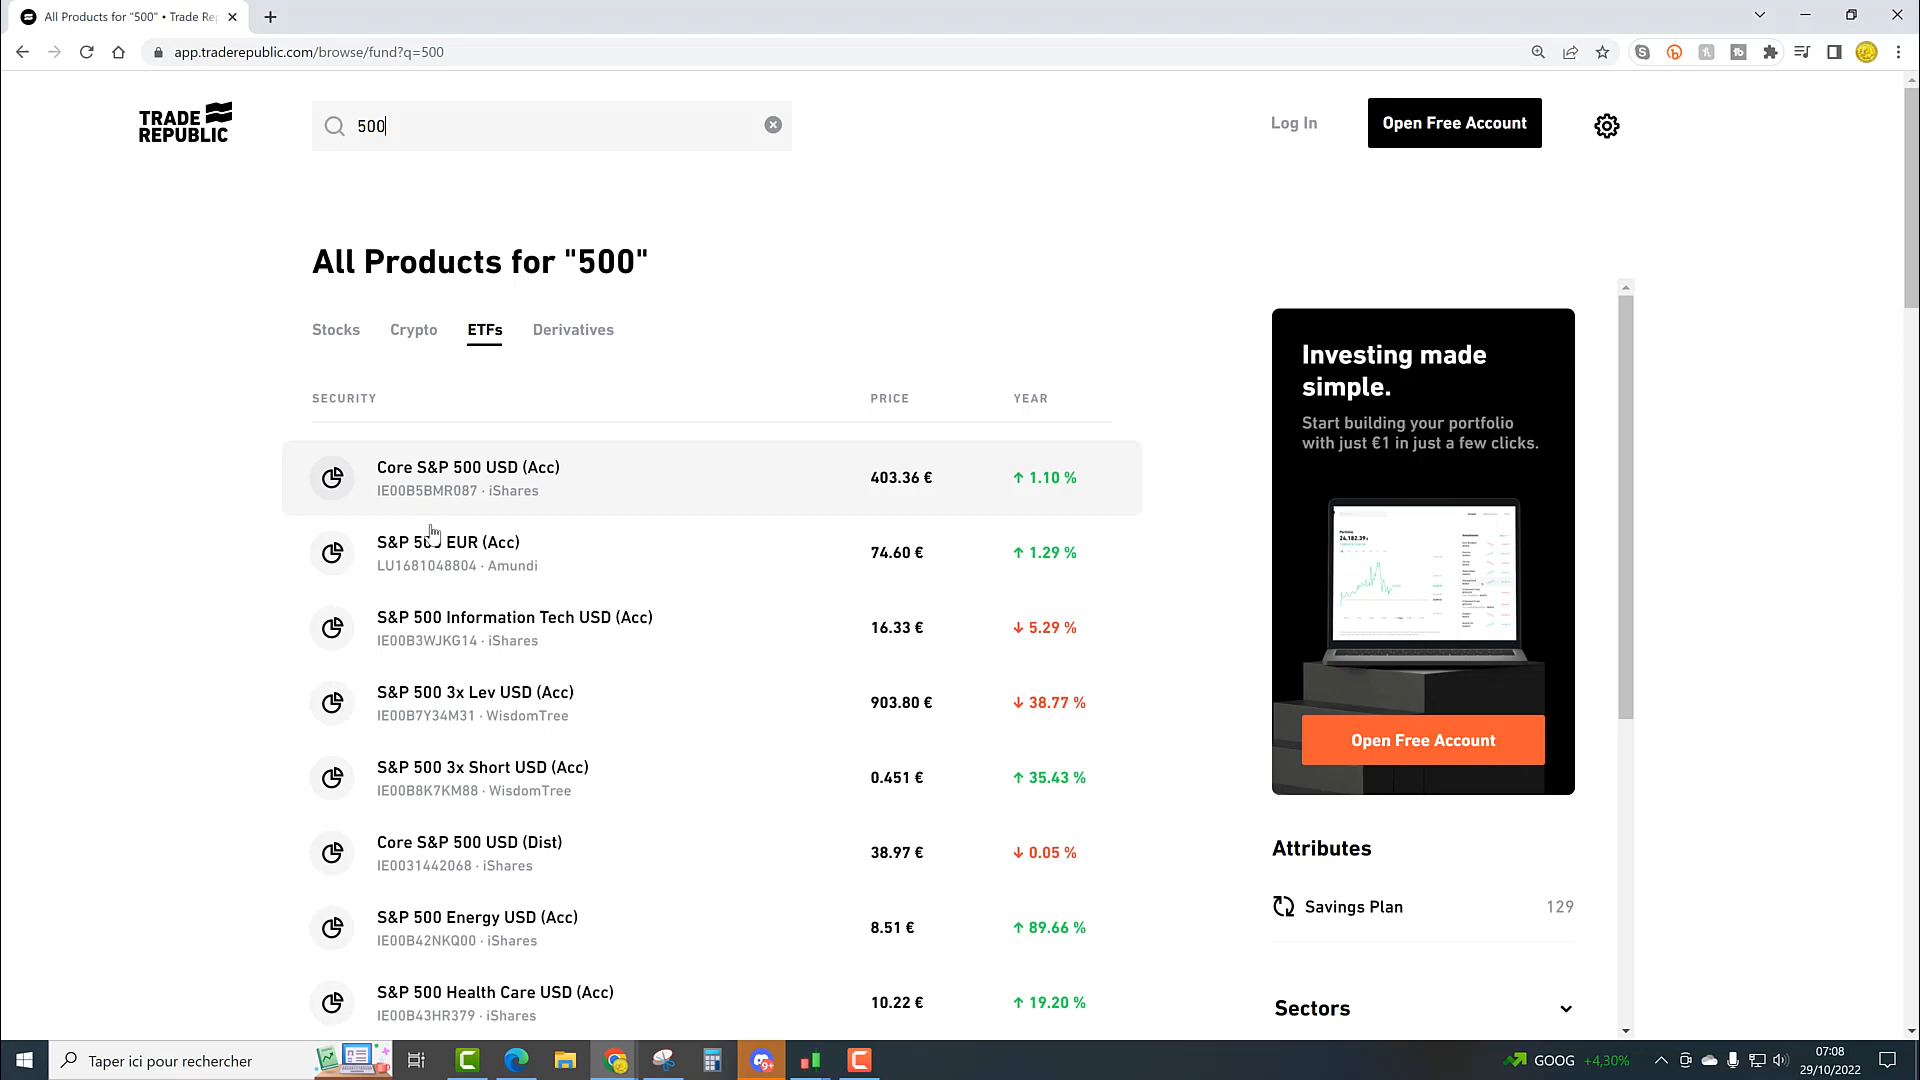 All Products for "500" • Trade Re
app.traderepublic.com/browse/fund?q=500
TRADE
REPUBLIC
500
Log In
Open Free Account
All Products for "500"
Stocks
Crypto
ETFs
Derivatives
SECURITY
PRICE
YEAR
Core S&P 500 USD (Acc)
IE00B5BMR087 · iShares
403.36 €
1.10 %
S&P 500 EUR (Acc)
LU1681048804 · Amundi
74.60 €
1.29 %
S&P 500 Information Tech USD (Acc)
IE00B3WJKG14 · iShares
16.33 €
5.29 %
S&P 500 3x Lev USD (Acc)
IE00B7Y34M31 · WisdomTree
903.80 €
38.77 %
S&P 500 3x Short USD (Acc)
IE00B8K7KM88 · WisdomTree
0.451 €
35.43 %
Core S&P 500 USD (Dist)
IE0031442068 · iShares
38.97 €
0.05 %
S&P 500 Energy USD (Acc)
IE00B42NKQ00 · iShares
8.51 €
89.66 %
S&P 500 Health Care USD (Acc)
IE00B43HR379 · iShares
10.22 €
19.20 %
Investing made
simple.
Start building your portfolio
with just €1 in just a few clicks.
24,182.39
Open Free Account
Attributes
Savings Plan
129
Sectors
Taper ici pour rechercher
9+
GOOG +4,30%
07:08
29/10/2022